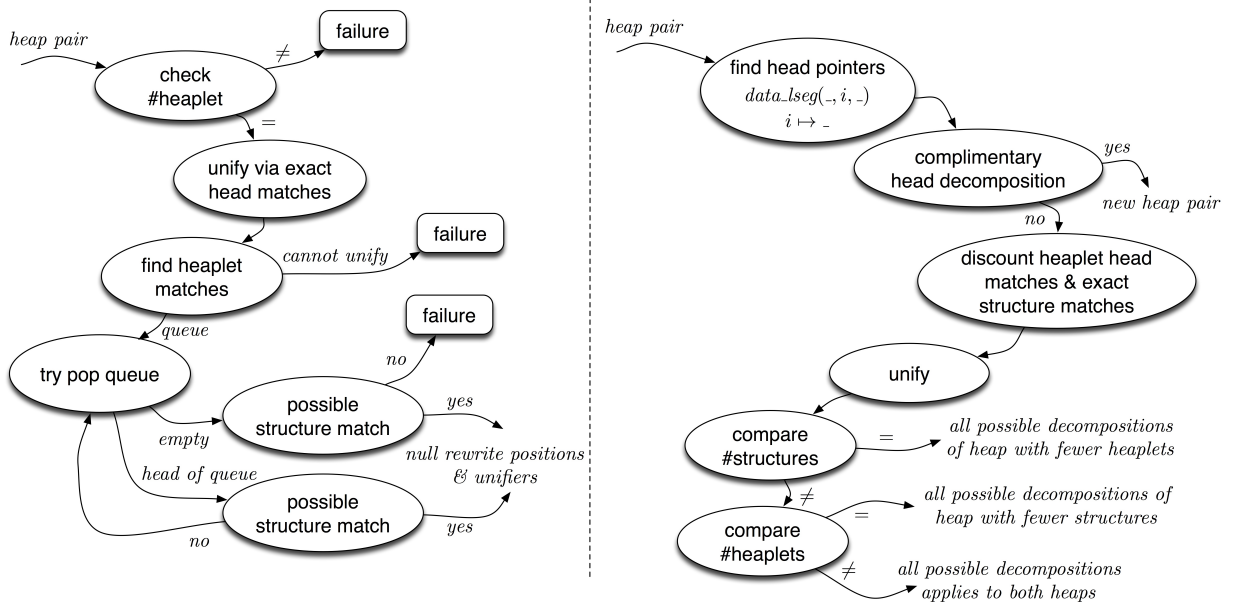 heap pair
failure
≠
check
#heaplet
=
unify via exact
head matches
find heaplet
matches
cannot unify
failure
queue
try pop queue
failure
no
empty
possible
structure match
yes
null rewrite positions
& unifiers
head of queue
possible
structure match
yes
no
heap pair
find head pointers
data_lseg(_, i, _)
i ↦ _
complimentary
head decomposition
yes
new heap pair
no
discount heaplet head
matches & exact
structure matches
unify
compare
#structures
=
all possible decompositions
of heap with fewer heaplets
≠
compare
#heaplets
=
all possible decompositions of
heap with fewer structures
≠
all possible decompositions
applies to both heaps